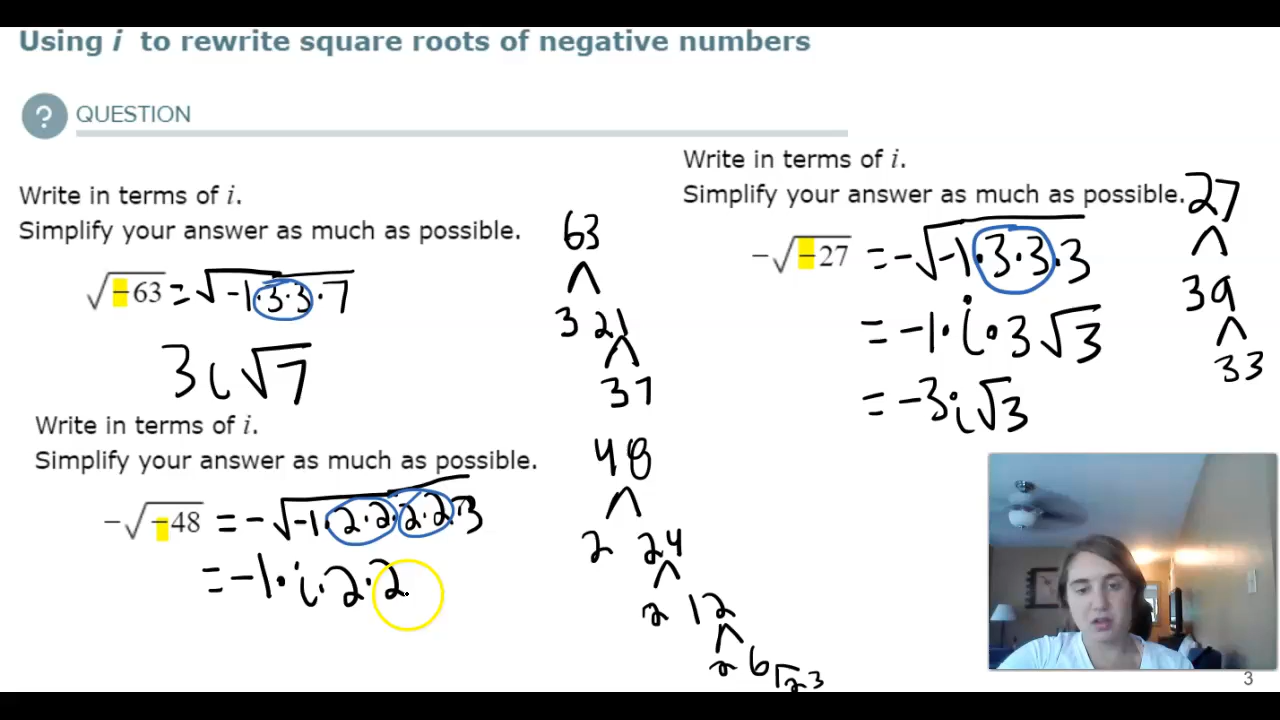 Using i to rewrite square roots of negative numbers
? QUESTION
Write in terms of i.
Simplify your answer as much as possible.
√−63 = √−1·3·3·7
3i√7
63
3 21
3 7
Write in terms of i.
Simplify your answer as much as possible.
−√−48 = −√−1·2·2·2·2·3
= −1·i·2·2
48
2 24
2 12
2 6
2 3
Write in terms of i.
Simplify your answer as much as possible.
−√−27 = −√−1·3·3·3
= −1·i·3√3
= −3i√3
27
3 9
3 3
3